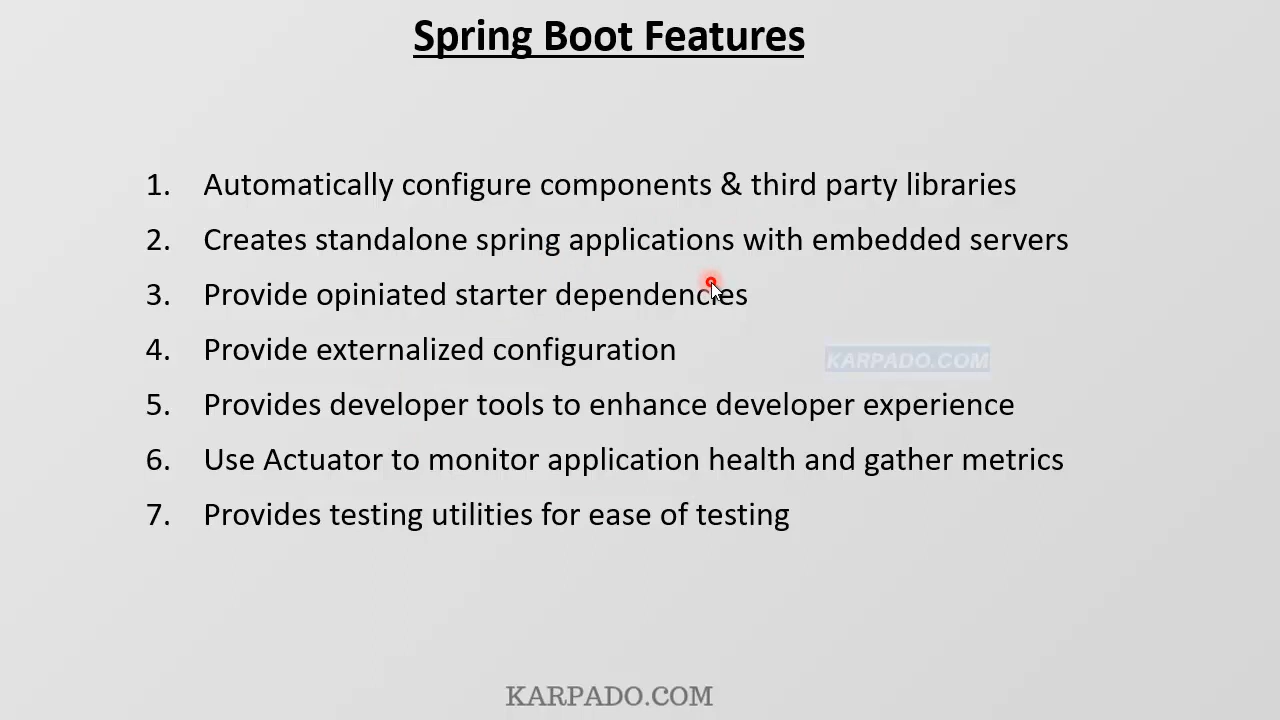 Spring Boot Features
1. Automatically configure components & third party libraries
2. Creates standalone spring applications with embedded servers
3. Provide opiniated starter dependencies
4. Provide externalized configuration
KARPADO.COM
5. Provides developer tools to enhance developer experience
6. Use Actuator to monitor application health and gather metrics
7. Provides testing utilities for ease of testing
KARPADO.COM